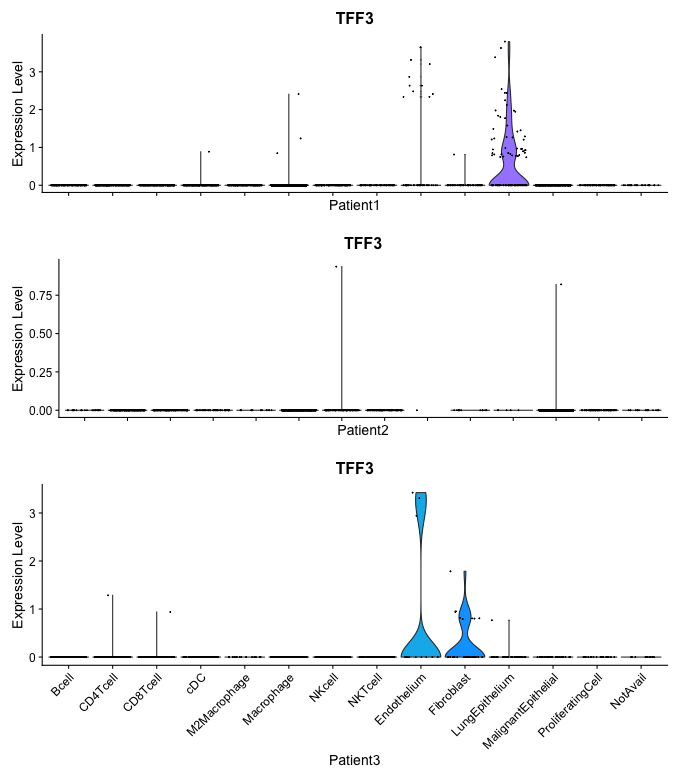 TFF3
Expression Level
3
2
1
0
Patient1
TFF3
Expression Level
0.75
0.50
0.25
0.00
Patient2
TFF3
Expression Level
3
2
1
0
Bcell
CD4Tcell
CD8Tcell
cDC
M2Macrophage
Macrophage
NKcell
NKTcell
Endothelium
Fibroblast
LungEpithelium
MalignantEpithelial
ProliferatingCell
NotAvail
Patient3